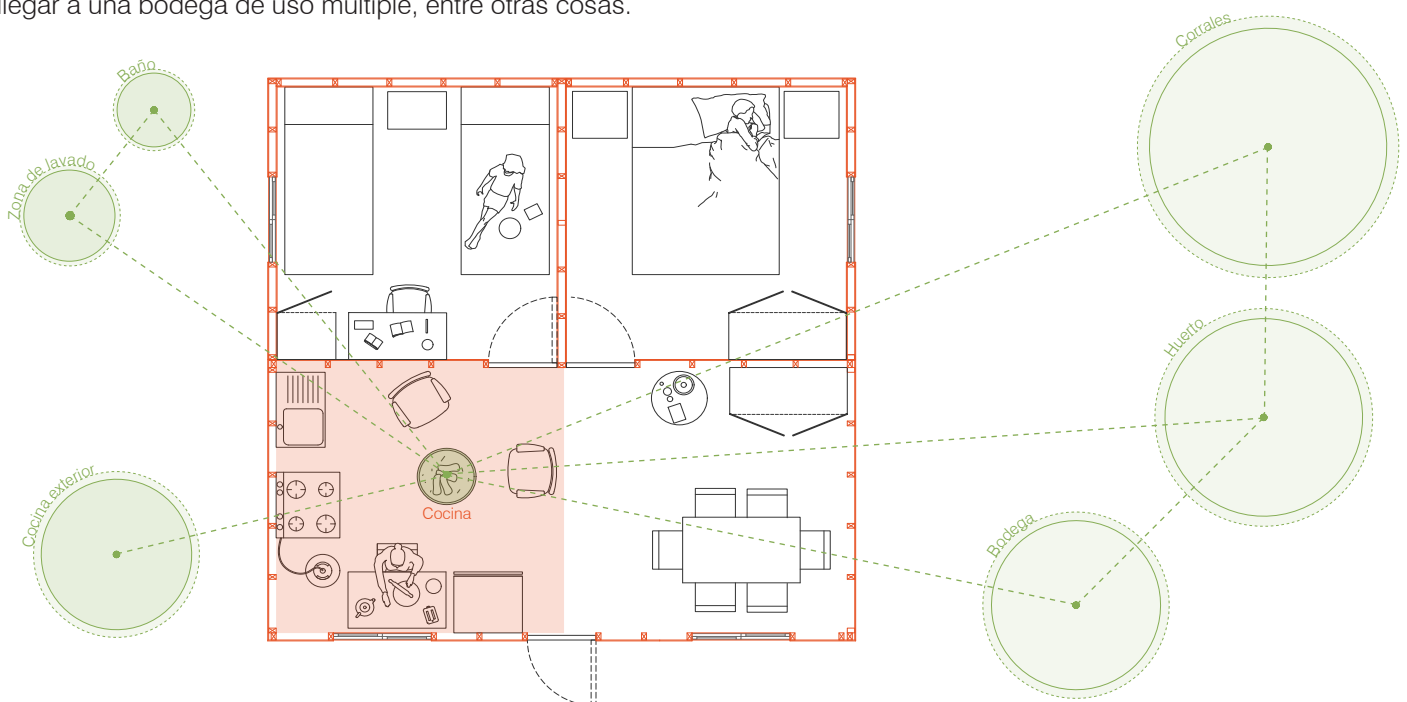 llegar a una bodega de uso múltiple, entre otras cosas.
Corrales
Baño
Zona de lavado
Huerto
Cocina exterior
Cocina
Bodega